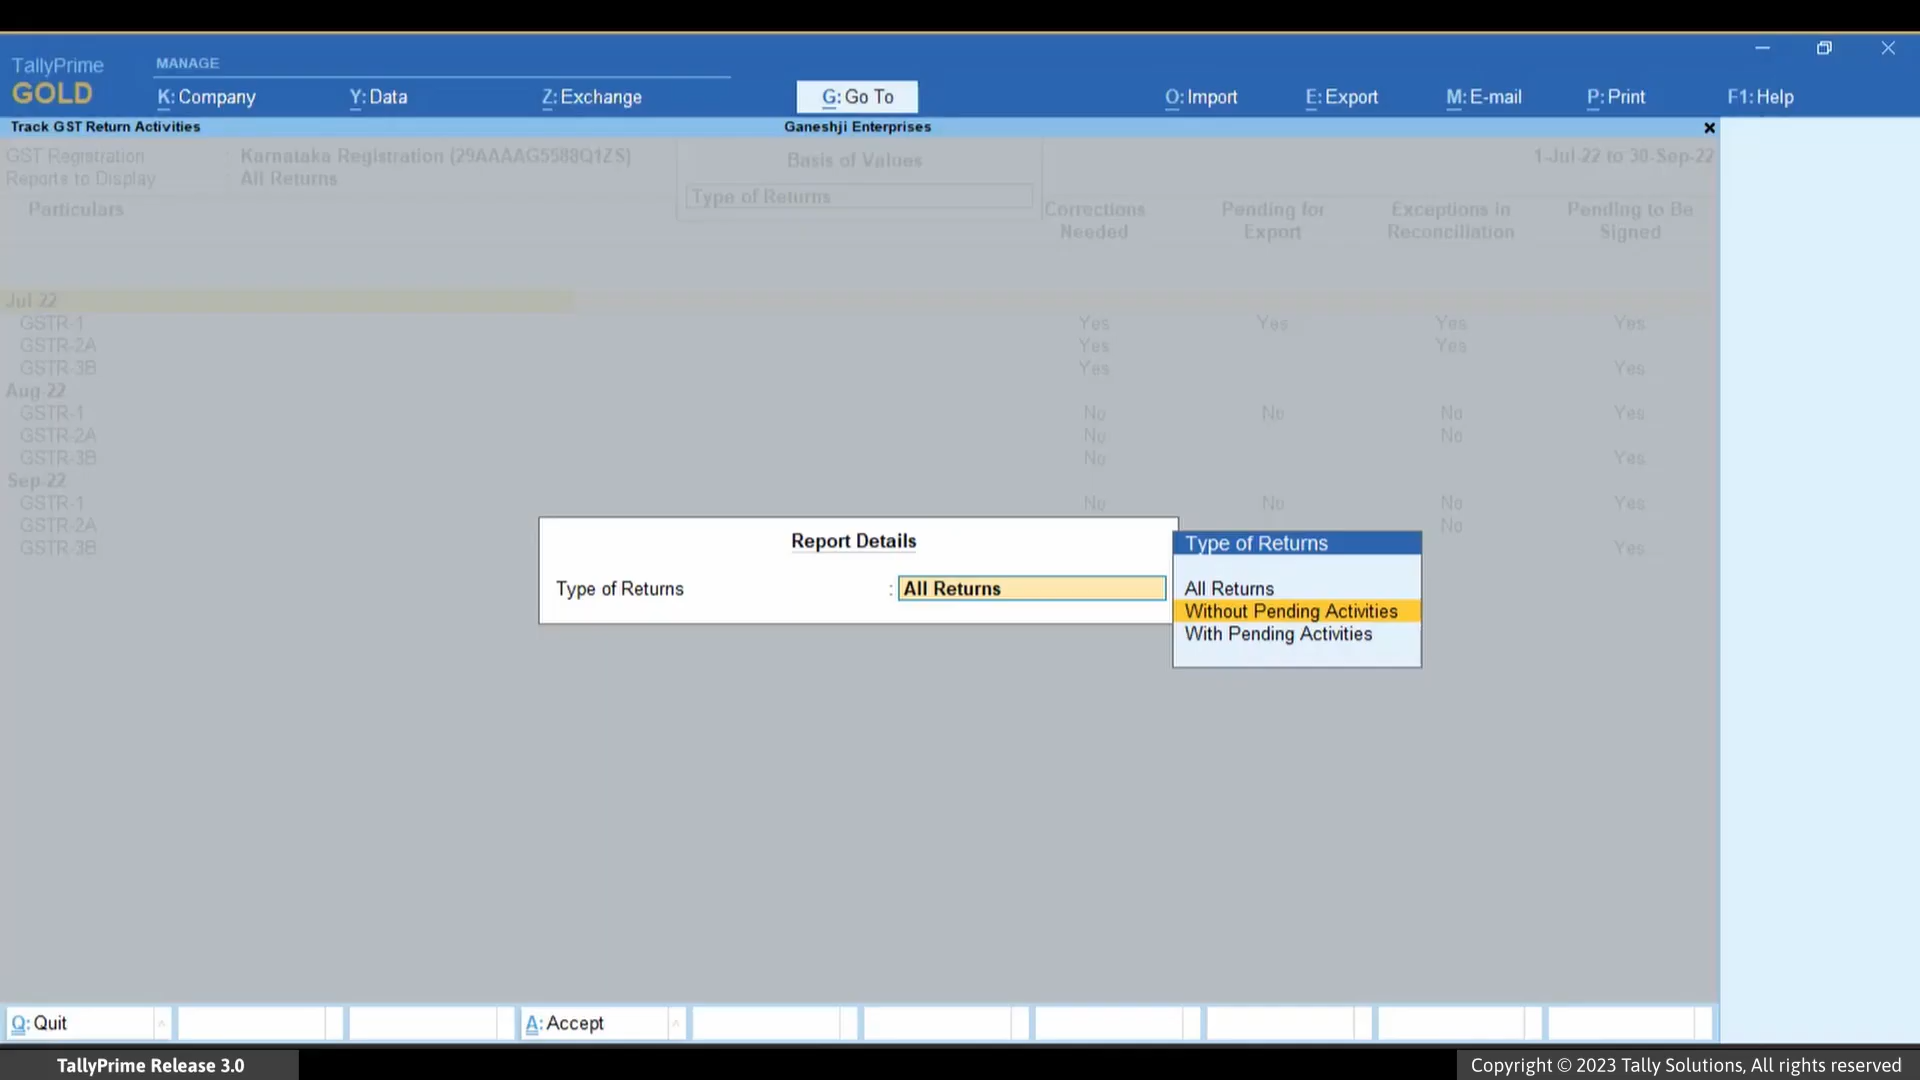 TallyPrime
GOLD
MANAGE
K: Company
Y: Data
Z: Exchange
G: Go To
O: Import
E: Export
M: E-mail
P: Print
F1: Help
Track GST Return Activities
Ganeshji Enterprises
GST Registration : Karnataka Registration (29AAAAG5588Q1ZS)
Basis of Values
1-Jul-22 to 30-Sep-22
Reports to Display : All Returns
Type of Returns
Particulars
Corrections Needed
Pending for Export
Exceptions in Reconciliation
Pending to Be Signed
Jul-22
GSTR-1 Yes Yes Yes Yes
GSTR-2A Yes Yes
GSTR-3B Yes Yes
Aug-22
GSTR-1 No No No Yes
GSTR-2A No No
GSTR-3B No Yes
Sep-22
GSTR-1 No No No Yes
GSTR-2A No
GSTR-3B Yes
Report Details
Type of Returns : All Returns
Type of Returns
All Returns
Without Pending Activities
With Pending Activities
Q: Quit
A: Accept
TallyPrime Release 3.0
Copyright © 2023 Tally Solutions, All rights reserved